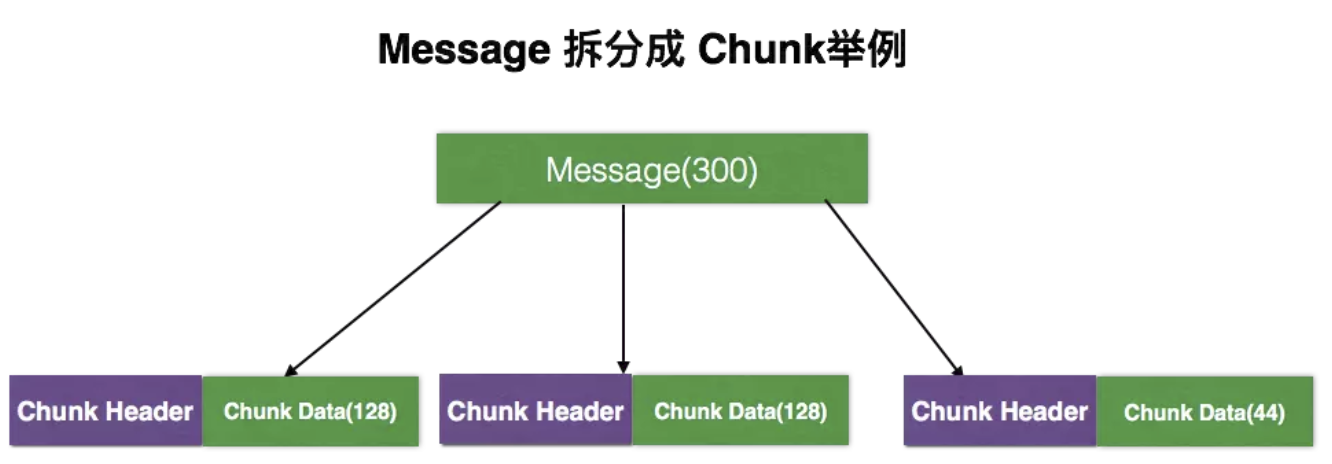 Message 拆分成 Chunk举例
Message(300)
Chunk Header
Chunk Data(128)
Chunk Header
Chunk Data(128)
Chunk Header
Chunk Data(44)